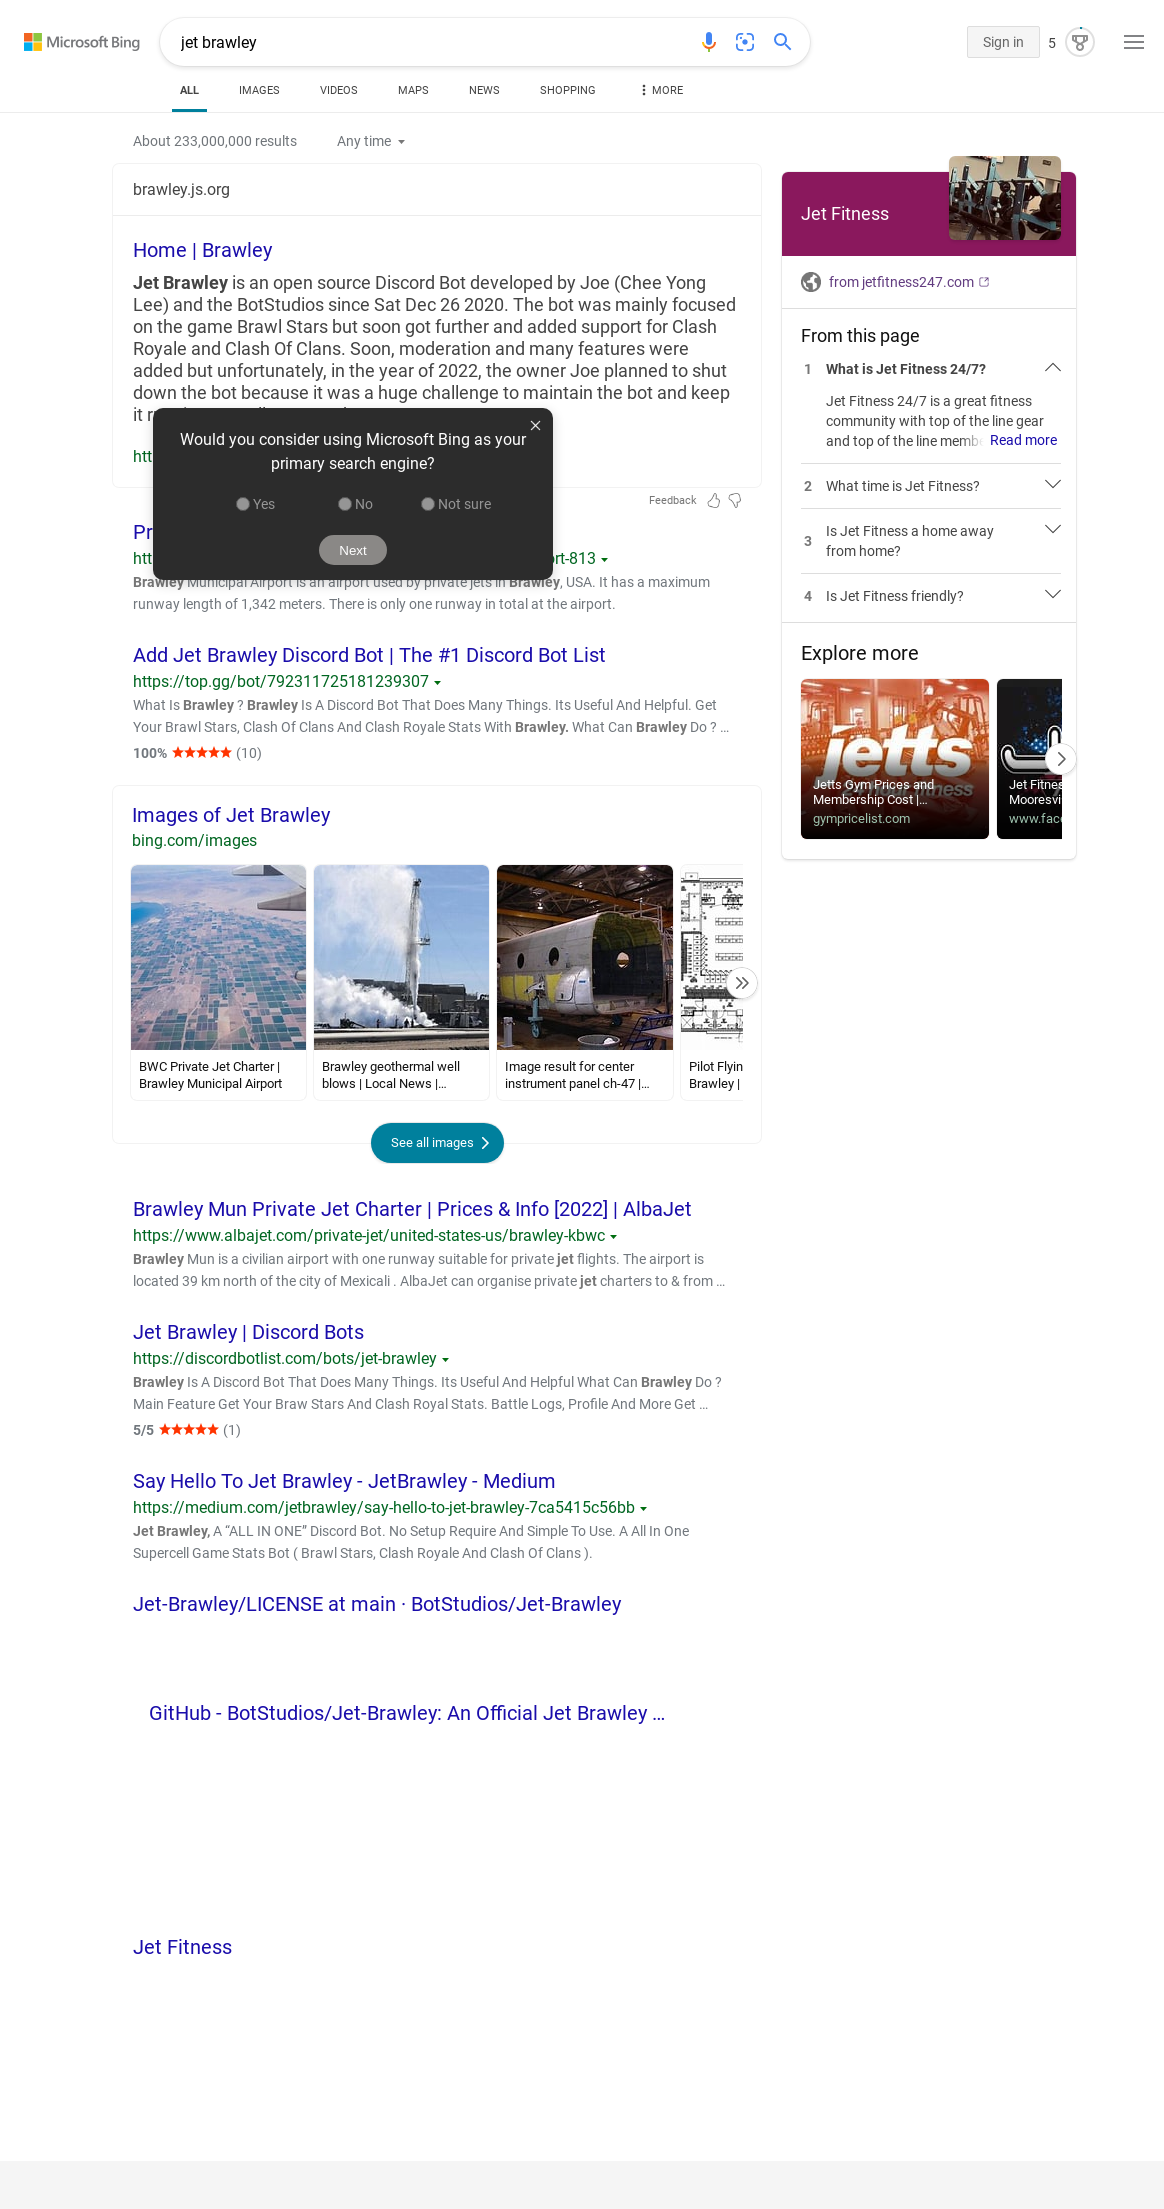 Microsoft Bing
jet brawley
Sign in
5
ALL
IMAGES
VIDEOS
MAPS
NEWS
SHOPPING
MORE
About 233,000,000 results
Any time
brawley.js.org
Home | Brawley
Jet Brawley is an open source Discord Bot developed by Joe (Chee Yong
Lee) and the BotStudios since Sat Dec 26 2020. The bot was mainly focused
on the game Brawl Stars but soon got further and added support for Clash
Royale and Clash Of Clans. Soon, moderation and many features were
added but unfortunately, in the year of 2022, the owner Joe planned to shut
down the bot because it was a huge challenge to maintain the bot and keep
it
htt
Would you consider using Microsoft Bing as your
primary search engine?
Yes
No
Not sure
Next
Feedback
Pr
htt
ort-813
Brawley Municipal Airport is an airport used by private jets in Brawley, USA. It has a maximum
runway length of 1,342 meters. There is only one runway in total at the airport.
Add Jet Brawley Discord Bot | The #1 Discord Bot List
https://top.gg/bot/792311725181239307
What Is Brawley ? Brawley Is A Discord Bot That Does Many Things. Its Useful And Helpful. Get
Your Brawl Stars, Clash Of Clans And Clash Royale Stats With Brawley. What Can Brawley Do ? …
100% (10)
Images of Jet Brawley
bing.com/images
BWC Private Jet Charter |
Brawley Municipal Airport
Brawley geothermal well
blows | Local News |…
Image result for center
instrument panel ch-47 |…
Pilot Flyin
Brawley |
See all images
Brawley Mun Private Jet Charter | Prices & Info [2022] | AlbaJet
https://www.albajet.com/private-jet/united-states-us/brawley-kbwc
Brawley Mun is a civilian airport with one runway suitable for private jet flights. The airport is
located 39 km north of the city of Mexicali . AlbaJet can organise private jet charters to & from …
Jet Brawley | Discord Bots
https://discordbotlist.com/bots/jet-brawley
Brawley Is A Discord Bot That Does Many Things. Its Useful And Helpful What Can Brawley Do ?
Main Feature Get Your Braw Stars And Clash Royal Stats. Battle Logs, Profile And More Get …
5/5 (1)
Say Hello To Jet Brawley - JetBrawley - Medium
https://medium.com/jetbrawley/say-hello-to-jet-brawley-7ca5415c56bb
Jet Brawley, A “ALL IN ONE” Discord Bot. No Setup Require And Simple To Use. A All In One
Supercell Game Stats Bot ( Brawl Stars, Clash Royale And Clash Of Clans ).
Jet-Brawley/LICENSE at main · BotStudios/Jet-Brawley
GitHub - BotStudios/Jet-Brawley: An Official Jet Brawley …
Jet Fitness
Jet Fitness
from jetfitness247.com
From this page
1 What is Jet Fitness 24/7?
Jet Fitness 24/7 is a great fitness
community with top of the line gear
and top of the line membe Read more
2 What time is Jet Fitness?
3 Is Jet Fitness a home away
from home?
4 Is Jet Fitness friendly?
Explore more
jetts
24 hour fitness
Jetts Gym Prices and
Membership Cost |…
gympricelist.com
Jet Fitnes
Mooresvi
www.face